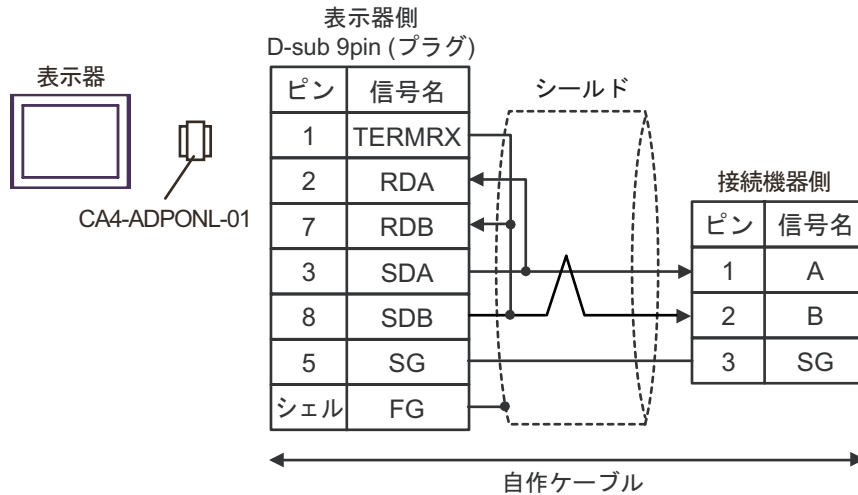 表示器側
D-sub 9pin (プラグ)
表示器
CA4-ADPONL-01
ピン 信号名
1 TERMRX
2 RDA
7 RDB
3 SDA
8 SDB
5 SG
シェル FG
シールド
接続機器側
ピン 信号名
1 A
2 B
3 SG
自作ケーブル